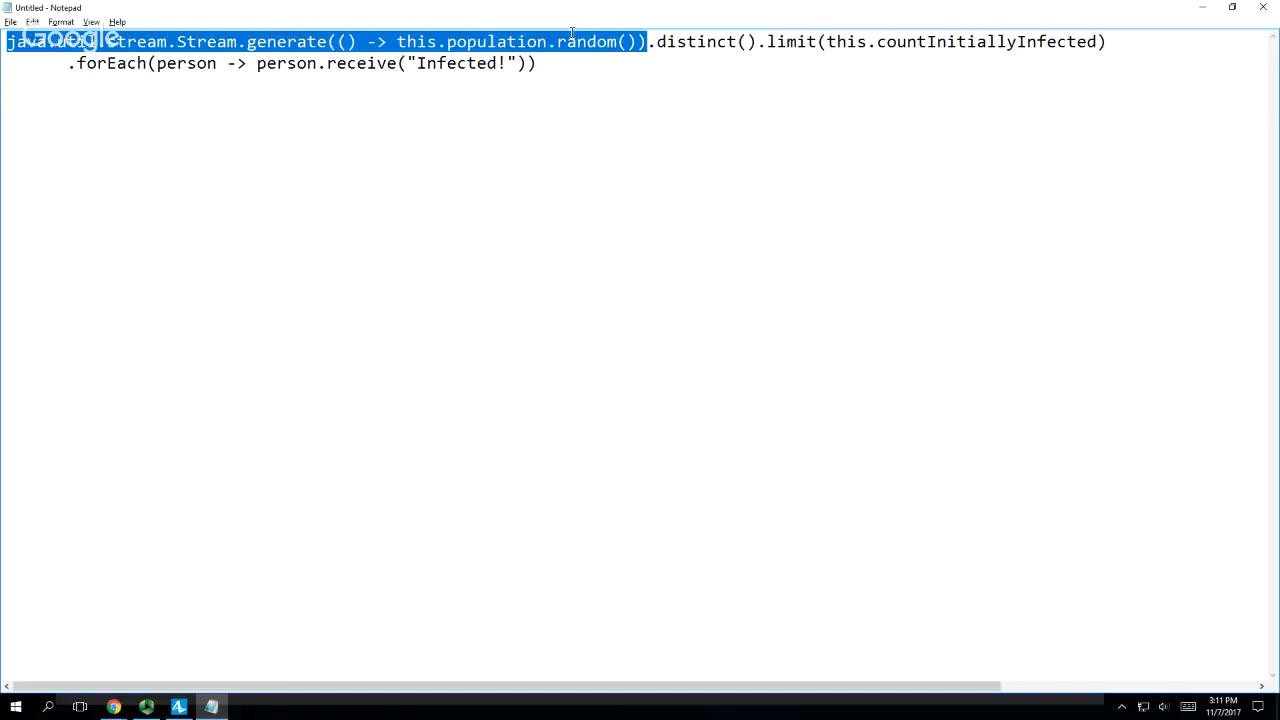 Untitled - Notepad
File Edit Format View Help
Google
java.util.stream.Stream.generate(() -> this.population.random()).distinct().limit(this.countInitiallyInfected)
.forEach(person -> person.receive("Infected!"))
3:11 PM
11/7/2017